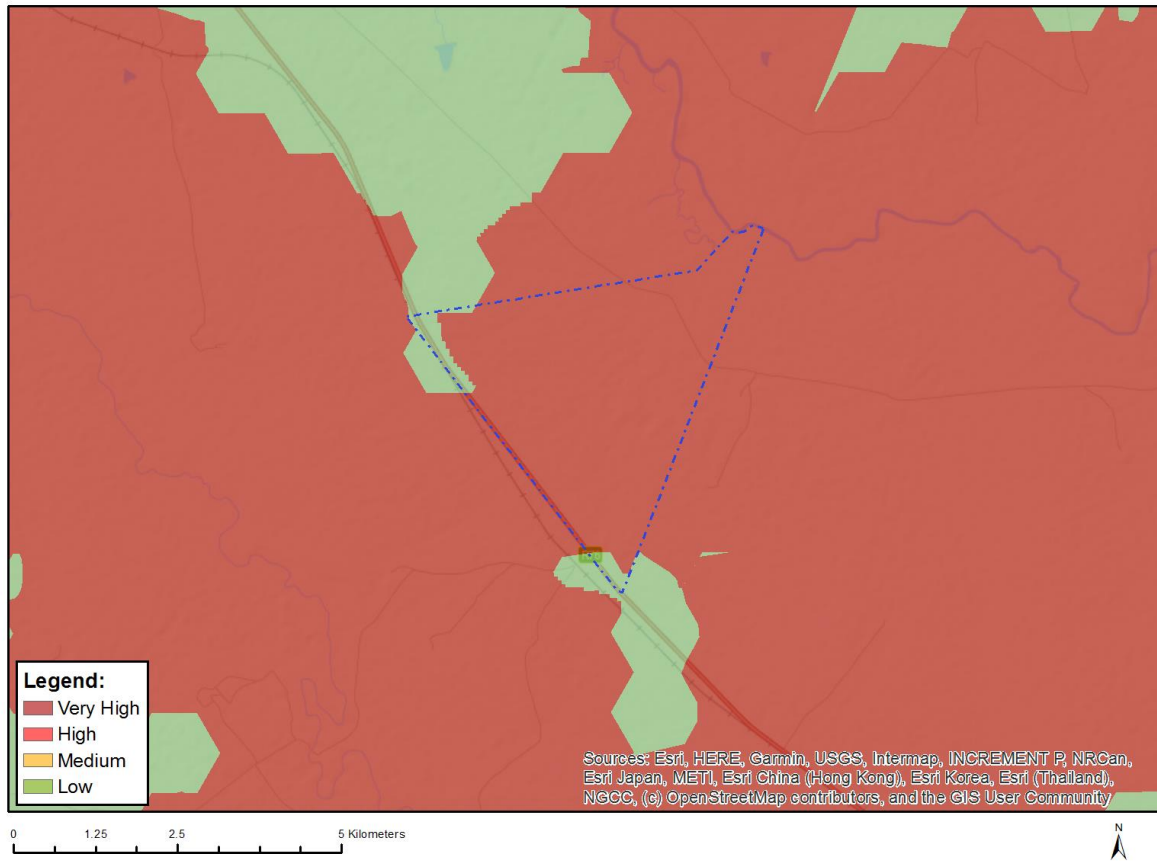 Legend:
Very High
High
Medium
Low
Sources: Esri, HERE, Garmin, USGS, Intermap, INCREMENT P, NRCan,
Esri Japan, METI, Esri China (Hong Kong), Esri Korea, Esri (Thailand),
NGCC, (c) OpenStreetMap contributors, and the GIS User Community
0 1.25 2.5 5 Kilometers
N